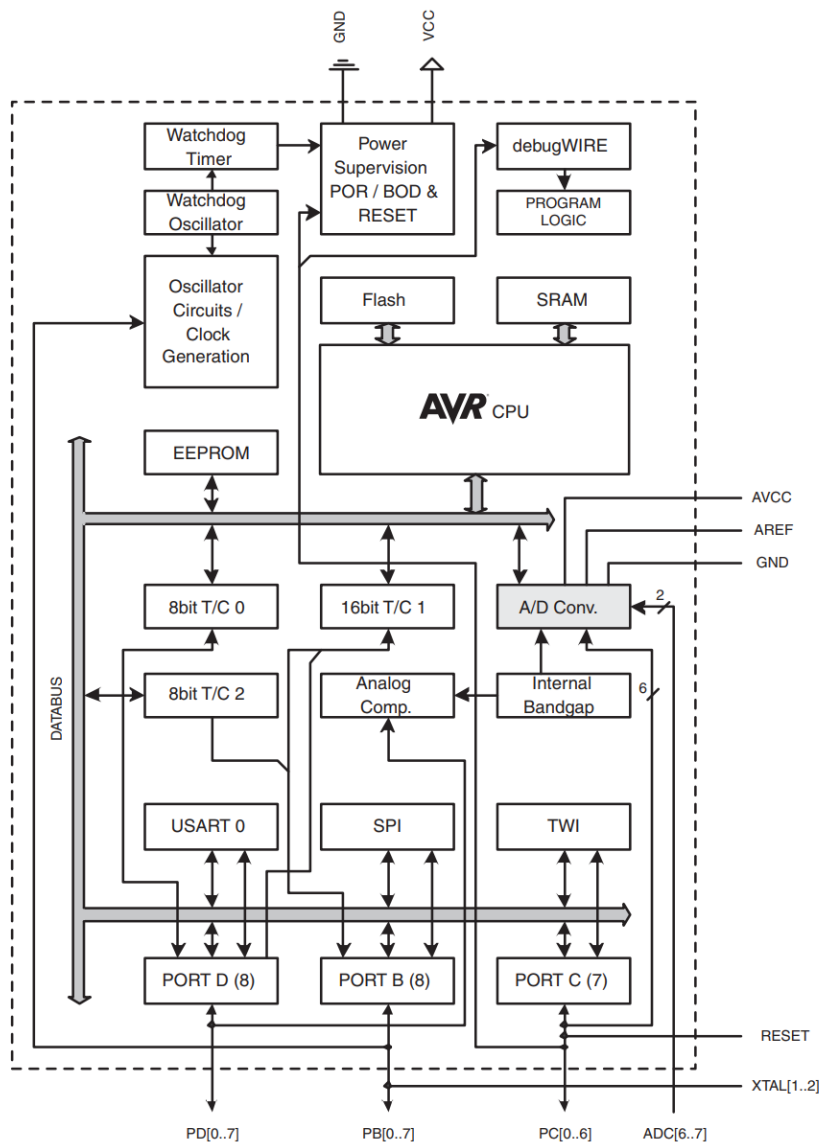 GND
VCC
Watchdog
Timer
Power
Supervision
POR / BOD &
RESET
debugWIRE
Watchdog
Oscillator
PROGRAM
LOGIC
Oscillator
Circuits /
Clock
Generation
Flash
SRAM
AVR CPU
EEPROM
AVCC
AREF
GND
8bit T/C 0
16bit T/C 1
A/D Conv.
2
8bit T/C 2
Analog
Comp.
Internal
Bandgap
6
DATABUS
USART 0
SPI
TWI
PORT D (8)
PORT B (8)
PORT C (7)
RESET
XTAL[1..2]
PD[0..7]
PB[0..7]
PC[0..6]
ADC[6..7]